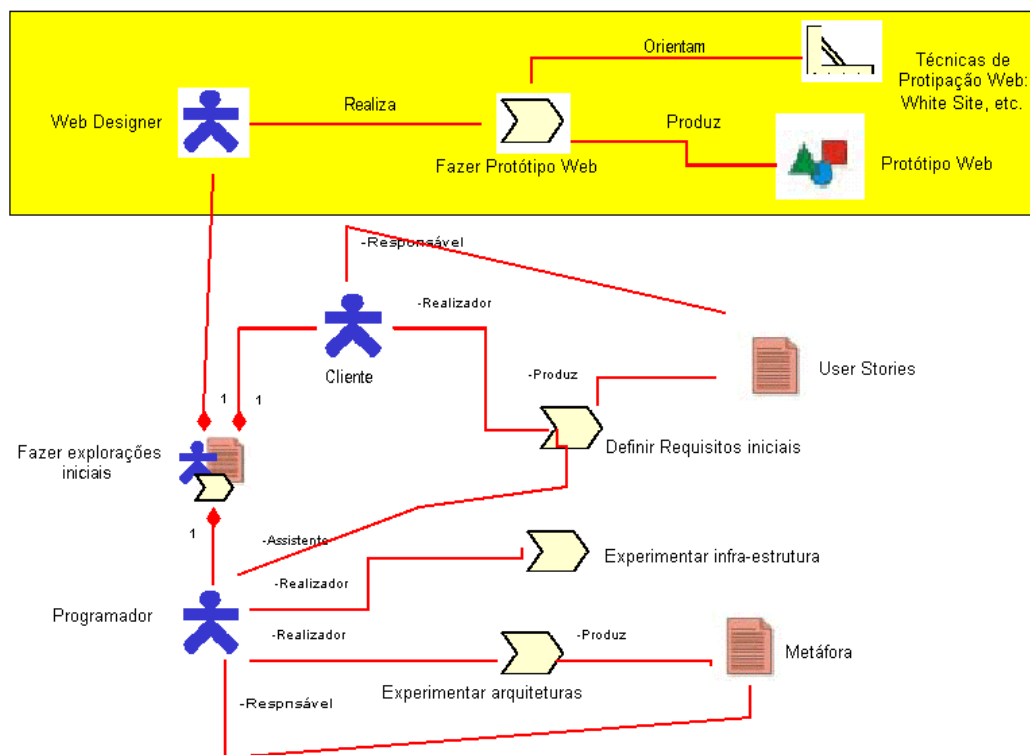 Orientam
Técnicas de
Protipação Web:
White Site, etc.
Realiza
Web Designer
Produz
Fazer Protótipo Web
Protótipo Web
-Responsável
-Realizador
Cliente
-Produz
User Stories
1
1
Definir Requisitos iniciais
Fazer explorações
iniciais
1
-Assistente
Experimentar infra-estrutura
-Realizador
Programador
-Realizador
-Produz
Metáfora
Experimentar arquiteturas
-Respnsável